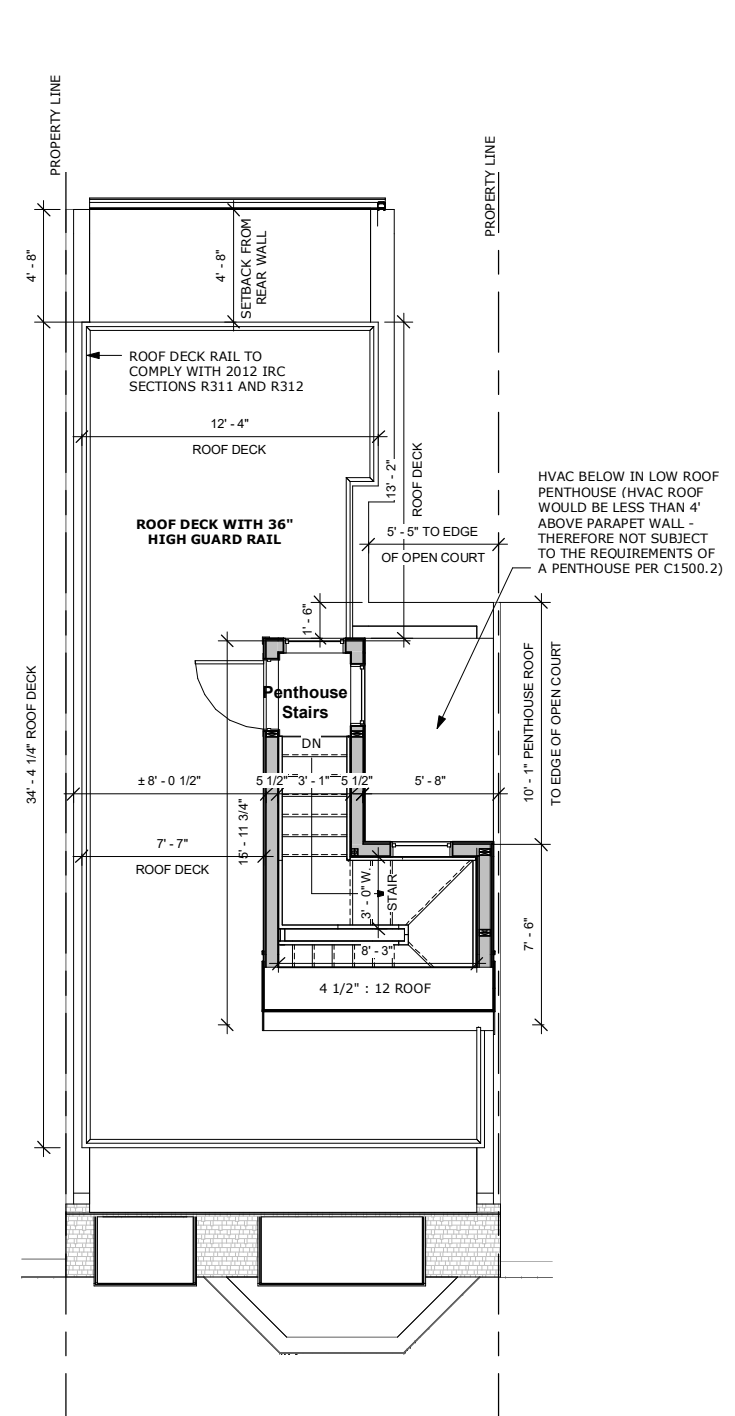 PROPERTY LINE
PROPERTY LINE
4' - 8"
4' - 8"
SETBACK FROM
REAR WALL
ROOF DECK RAIL TO
COMPLY WITH 2012 IRC
SECTIONS R311 AND R312
12' - 4"
ROOF DECK
13' - 2"
ROOF DECK
HVAC BELOW IN LOW ROOF
PENTHOUSE (HVAC ROOF
WOULD BE LESS THAN 4'
ABOVE PARAPET WALL -
THEREFORE NOT SUBJECT
TO THE REQUIREMENTS OF
A PENTHOUSE PER C1500.2)
ROOF DECK WITH 36"
HIGH GUARD RAIL
5' - 5" TO EDGE
OF OPEN COURT
1' - 6"
34' - 4 1/4" ROOF DECK
Penthouse
Stairs
DN
10' - 1" PENTHOUSE ROOF
TO EDGE OF OPEN COURT
± 8' - 0 1/2"
5 1/2"
3' - 1"
5 1/2"
5' - 8"
15' - 11 3/4"
7' - 7"
ROOF DECK
3' - 0" W.
STAIR
7' - 6"
8' - 3"
4 1/2" : 12 ROOF